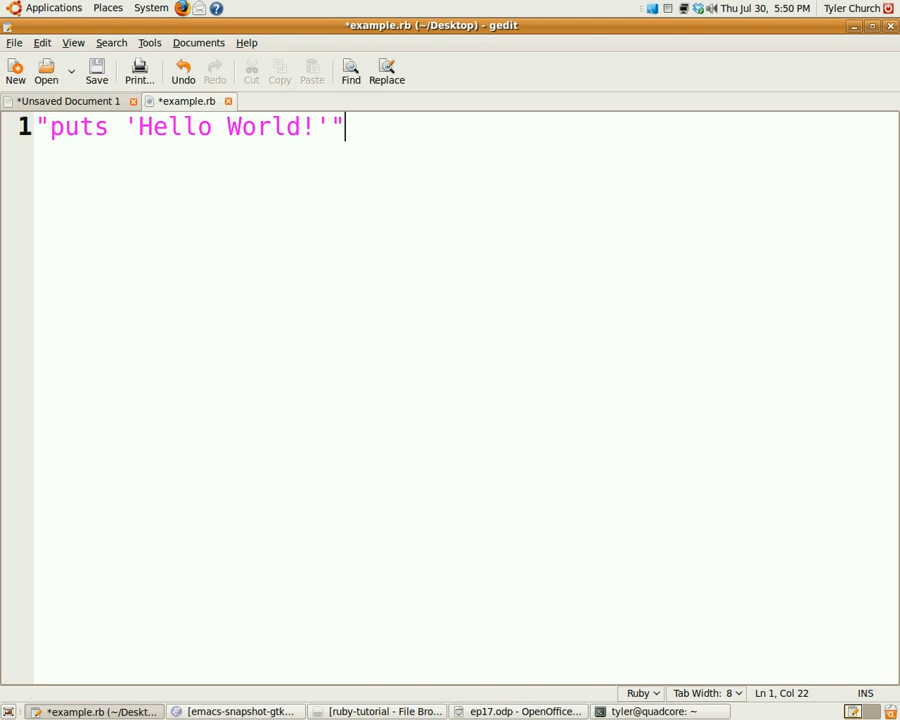 Applications Places System Thu Jul 30, 5:50 PM Tyler Church
*example.rb (~/Desktop) - gedit
File Edit View Search Tools Documents Help
New Open Save Print... Undo Redo Cut Copy Paste Find Replace
*Unsaved Document 1 *example.rb
1 "puts 'Hello World!'"
Ruby Tab Width: 8 Ln 1, Col 22 INS
*example.rb (~/Deskt... [emacs-snapshot-gtk... [ruby-tutorial - File Bro... ep17.odp - OpenOffice... tyler@quadcore: ~